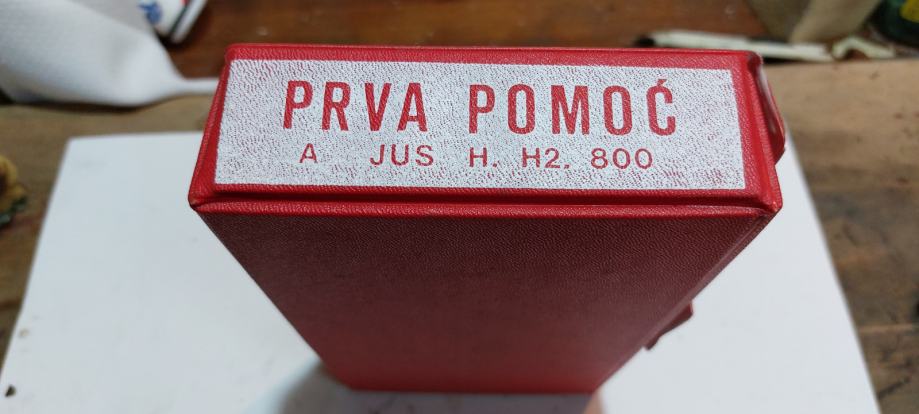 PRVA POMOĆ
A JUS H. H2. 800